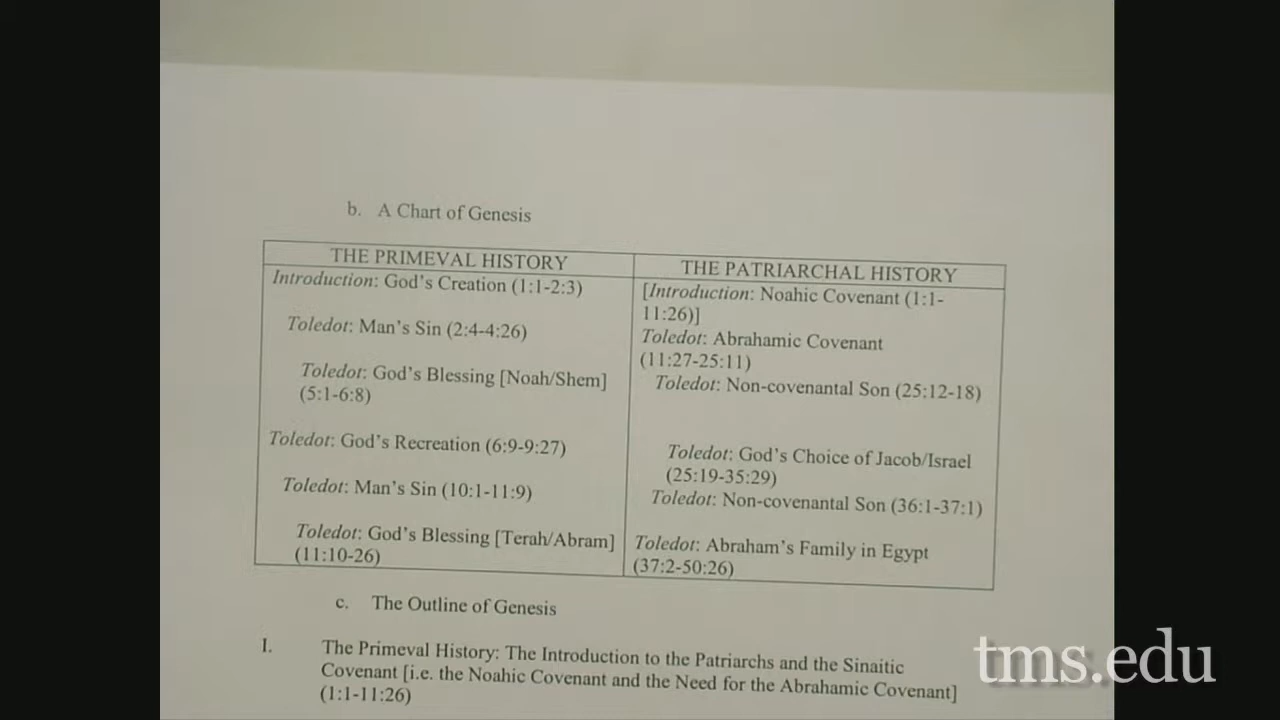 b. A Chart of Genesis
THE PRIMEVAL HISTORY
Introduction: God's Creation (1:1-2:3)
Toledot: Man's Sin (2:4-4:26)
Toledot: God's Blessing [Noah/Shem]
(5:1-6:8)
Toledot: God's Recreation (6:9-9:27)
Toledot: Man's Sin (10:1-11:9)
Toledot: God's Blessing [Terah/Abram]
(11:10-26)
THE PATRIARCHAL HISTORY
[Introduction: Noahic Covenant (1:1-
11:26)]
Toledot: Abrahamic Covenant
(11:27-25:11)
Toledot: Non-covenantal Son (25:12-18)
Toledot: God's Choice of Jacob/Israel
(25:19-35:29)
Toledot: Non-covenantal Son (36:1-37:1)
Toledot: Abraham's Family in Egypt
(37:2-50:26)
c. The Outline of Genesis
I. The Primeval History: The Introduction to the Patriarchs and the Sinaitic
Covenant [i.e. the Noahic Covenant and the Need for the Abrahamic Covenant]
(1:1-11:26)
tms.edu